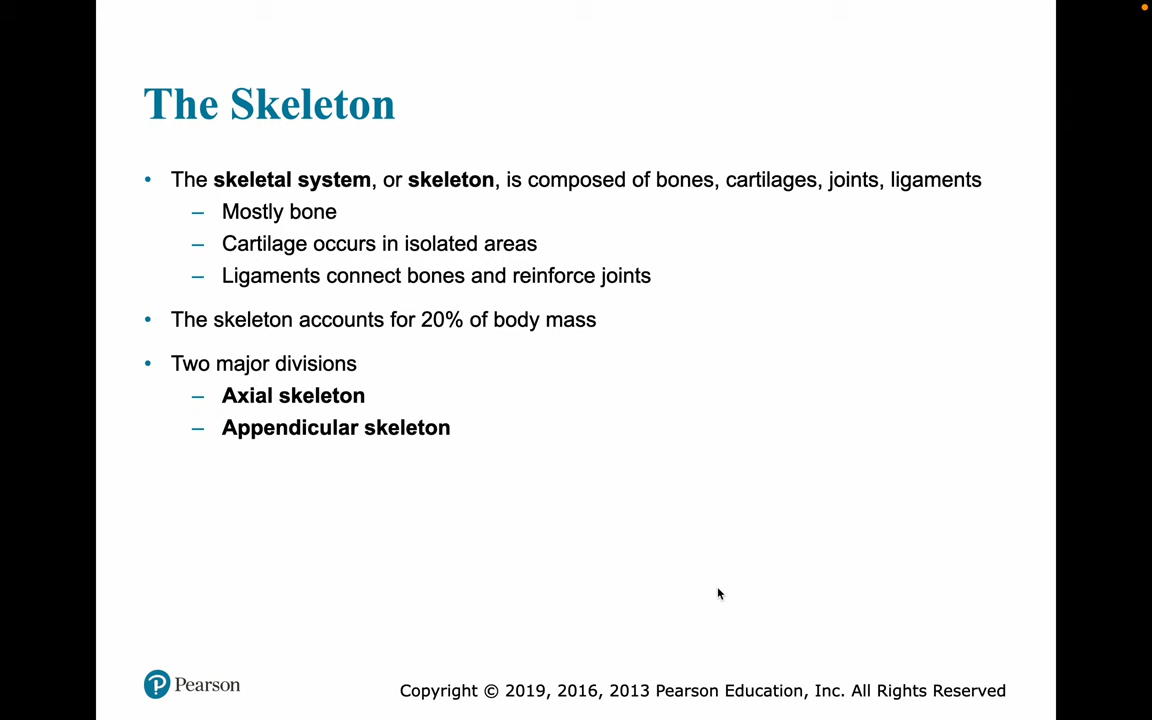 The Skeleton
• The skeletal system, or skeleton, is composed of bones, cartilages, joints, ligaments
– Mostly bone
– Cartilage occurs in isolated areas
– Ligaments connect bones and reinforce joints
• The skeleton accounts for 20% of body mass
• Two major divisions
– Axial skeleton
– Appendicular skeleton
Pearson
Copyright © 2019, 2016, 2013 Pearson Education, Inc. All Rights Reserved